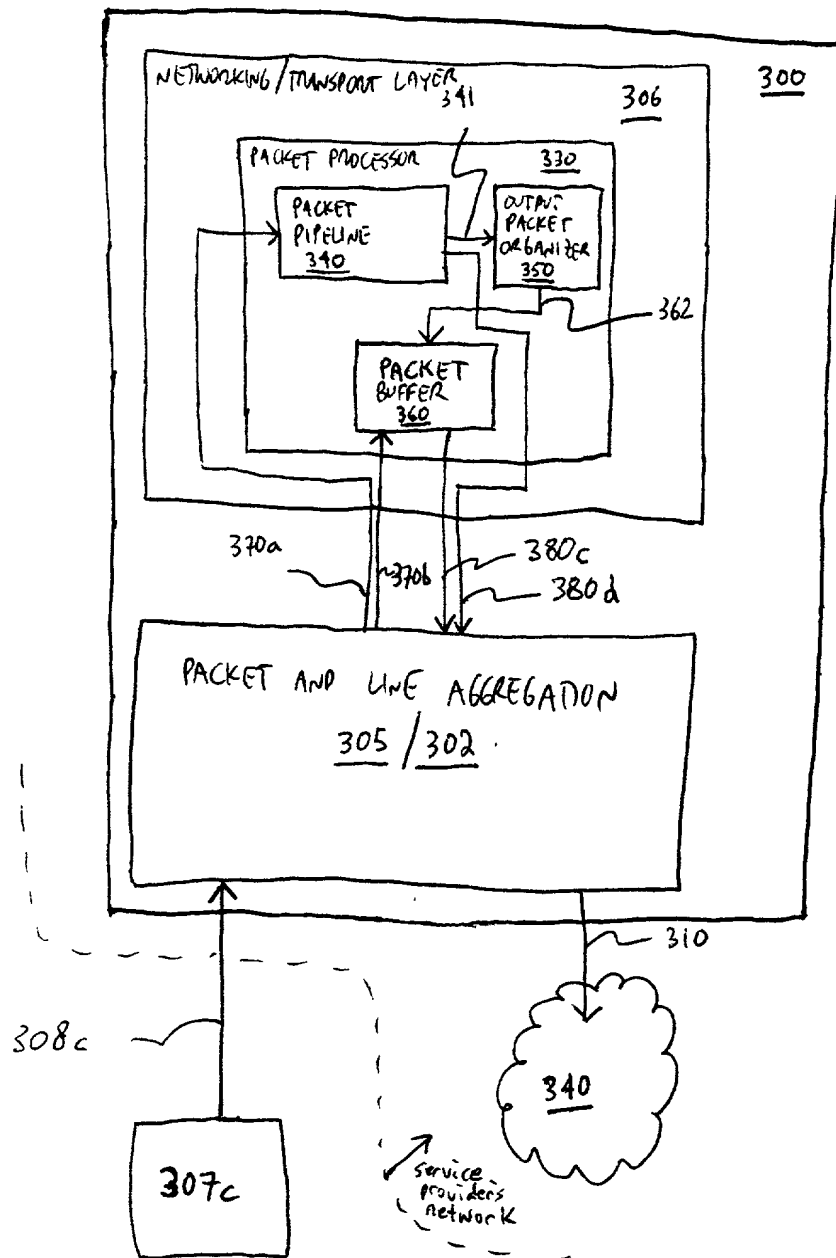 300
NETWORKING/TRANSPORT LAYER
341
306
PACKET PROCESSOR
330
PACKET
PIPELINE
340
OUTPUT
PACKET
ORGANIZER
350
362
PACKET
BUFFER
360
370a
370b
380c
380d
PACKET AND LINE AGGREGATION
305/302
310
308c
340
307c
service
providers
network